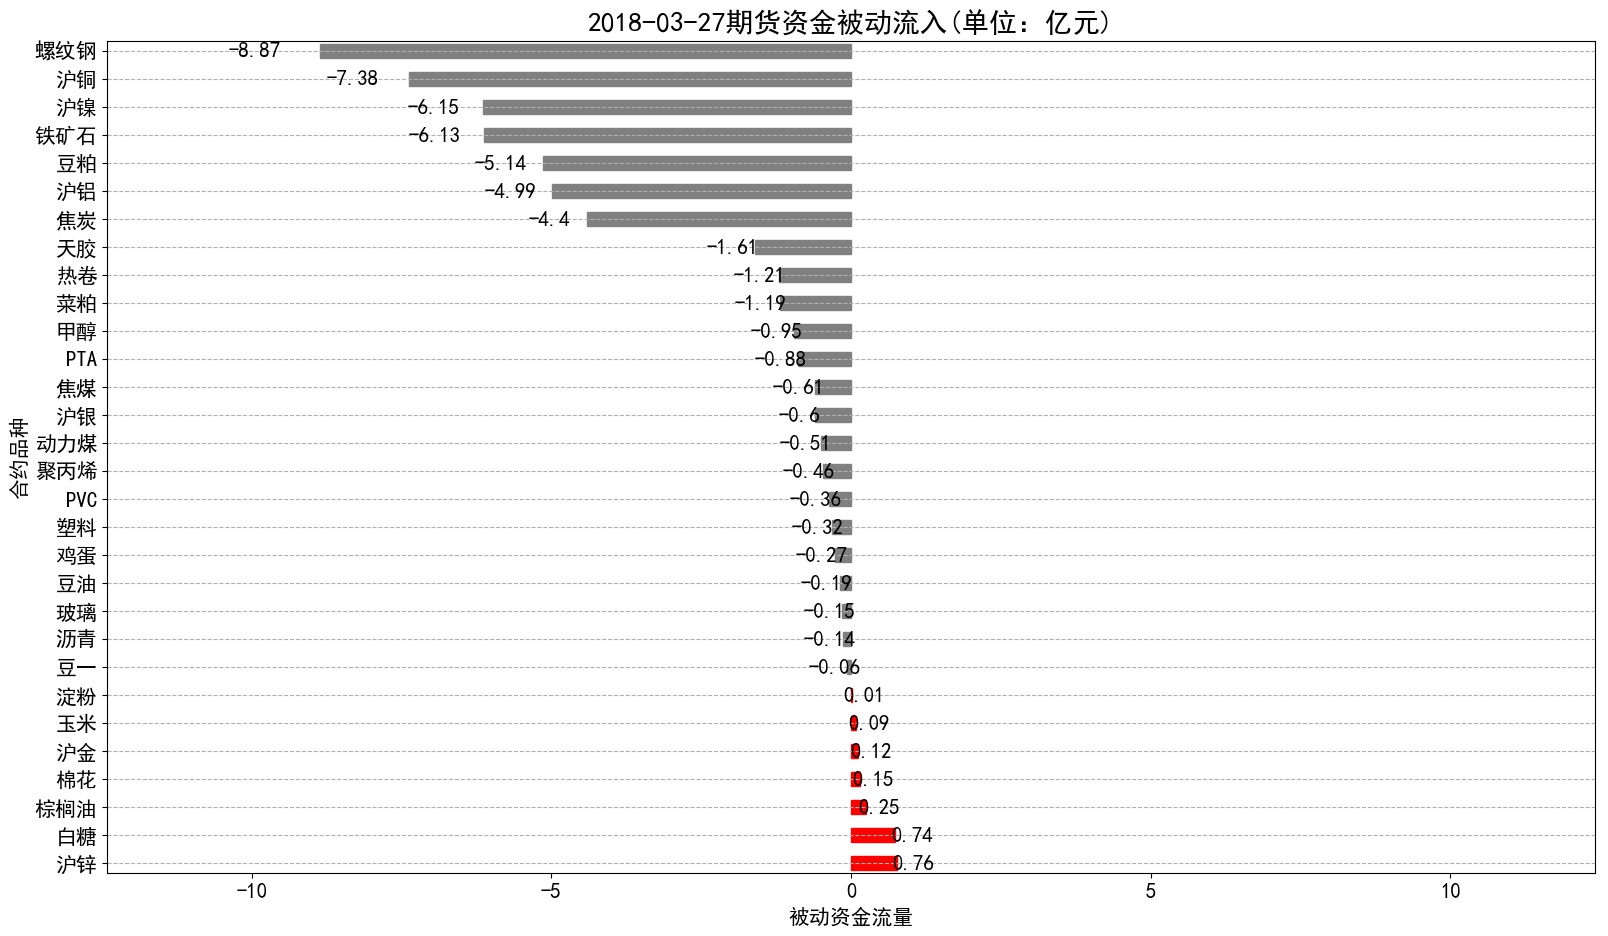 2018-03-27期货资金被动流入(单位：亿元)
合约品种
螺纹钢 -8.87
沪铜 -7.38
沪镍 -6.15
铁矿石 -6.13
豆粕 -5.14
沪铝 -4.99
焦炭 -4.4
天胶 -1.61
热卷 -1.21
菜粕 -1.19
甲醇 -0.95
PTA -0.88
焦煤 -0.61
沪银 -0.6
动力煤 -0.51
聚丙烯 -0.46
PVC -0.36
塑料 -0.32
鸡蛋 -0.27
豆油 -0.19
玻璃 -0.15
沥青 -0.14
豆一 -0.06
淀粉 0.01
玉米 0.09
沪金 0.12
棉花 0.15
棕榈油 0.25
白糖 0.74
沪锌 0.76
-10 -5 0 5 10
被动资金流量